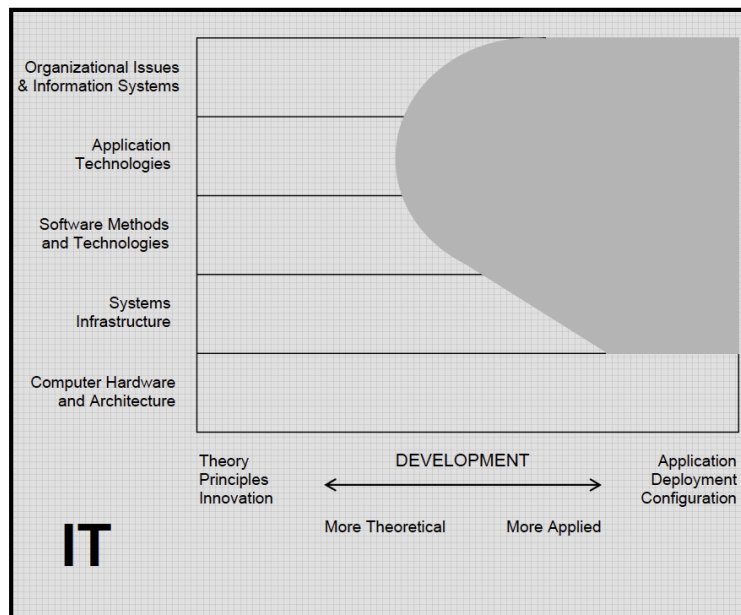 Organizational Issues
& Information Systems
Application
Technologies
Software Methods
and Technologies
Systems
Infrastructure
Computer Hardware
and Architecture
Theory
Principles
Innovation
DEVELOPMENT
More Theoretical
More Applied
Application
Deployment
Configuration
IT